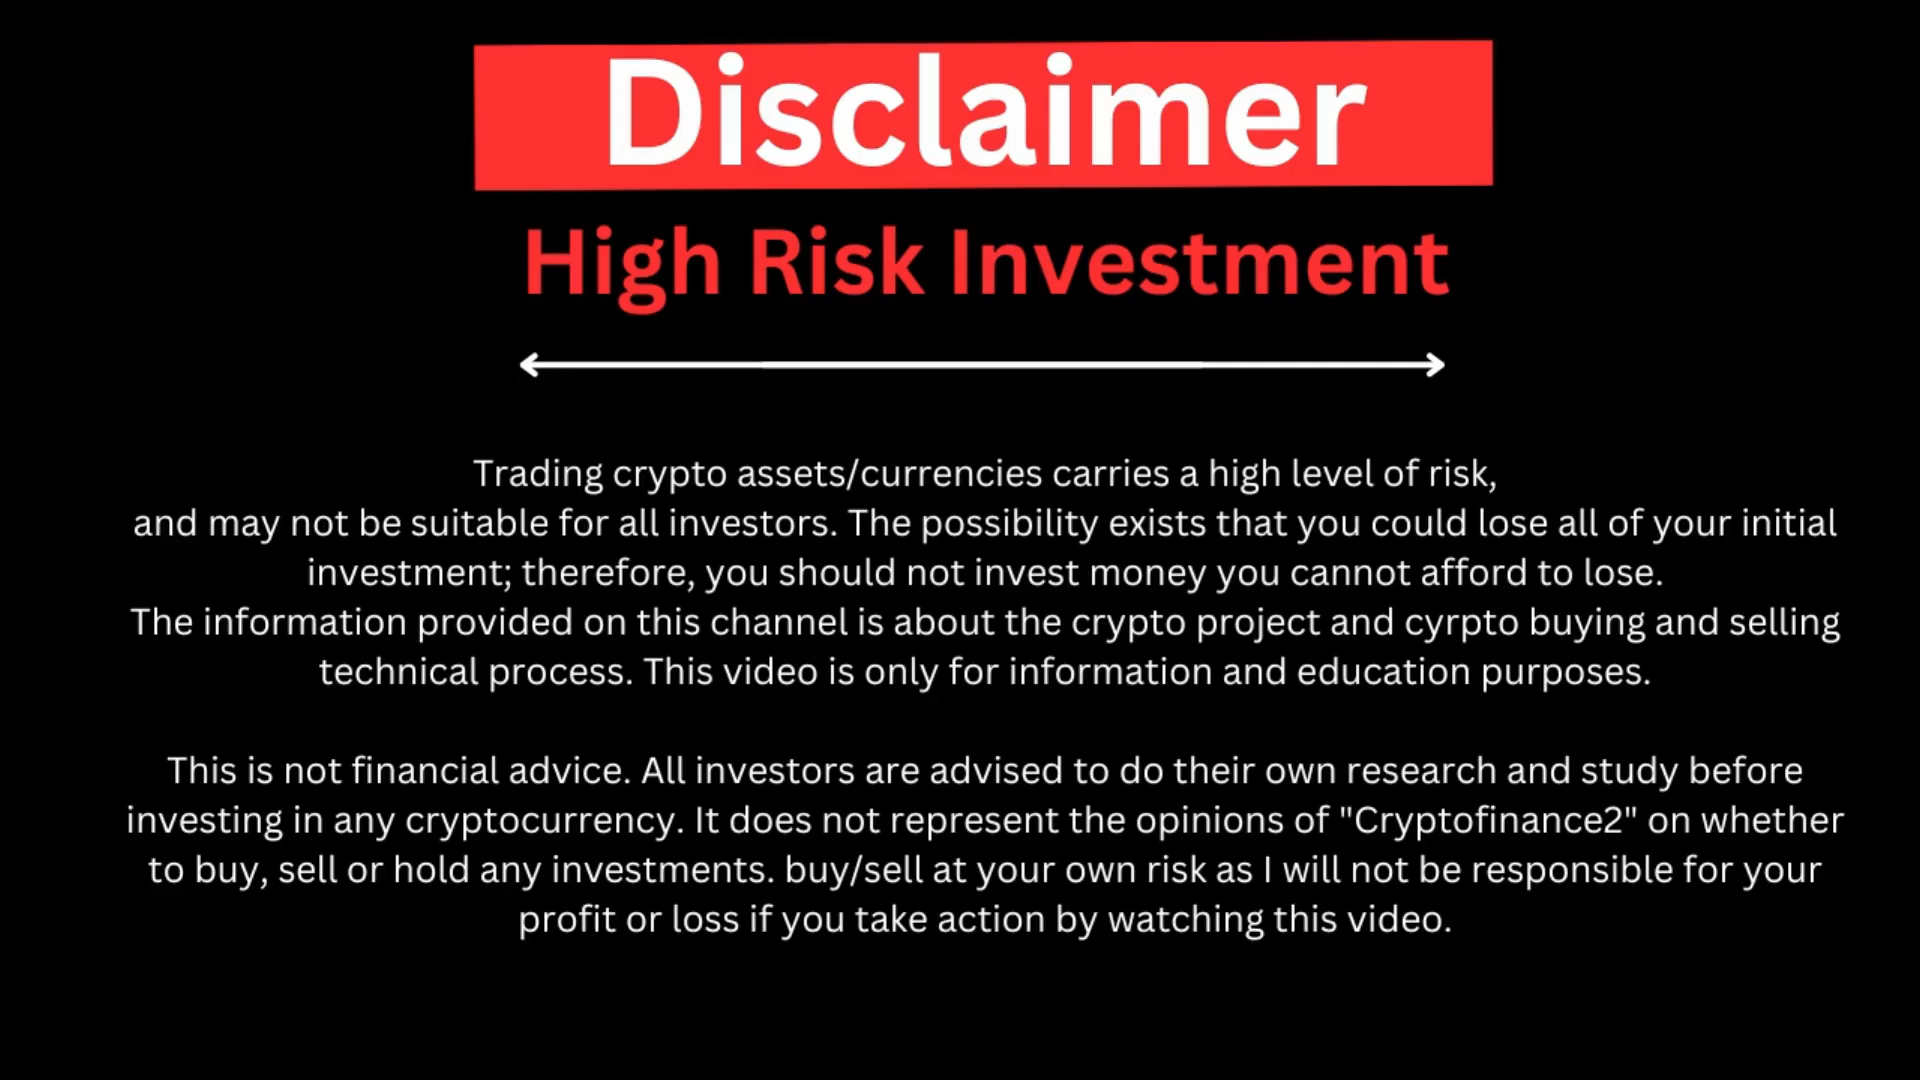 Disclaimer
High Risk Investment
Trading crypto assets/currencies carries a high level of risk,
and may not be suitable for all investors. The possibility exists that you could lose all of your initial
investment; therefore, you should not invest money you cannot afford to lose.
The information provided on this channel is about the crypto project and cyrpto buying and selling
technical process. This video is only for information and education purposes.
This is not financial advice. All investors are advised to do their own research and study before
investing in any cryptocurrency. It does not represent the opinions of "Cryptofinance2" on whether
to buy, sell or hold any investments. buy/sell at your own risk as I will not be responsible for your
profit or loss if you take action by watching this video.